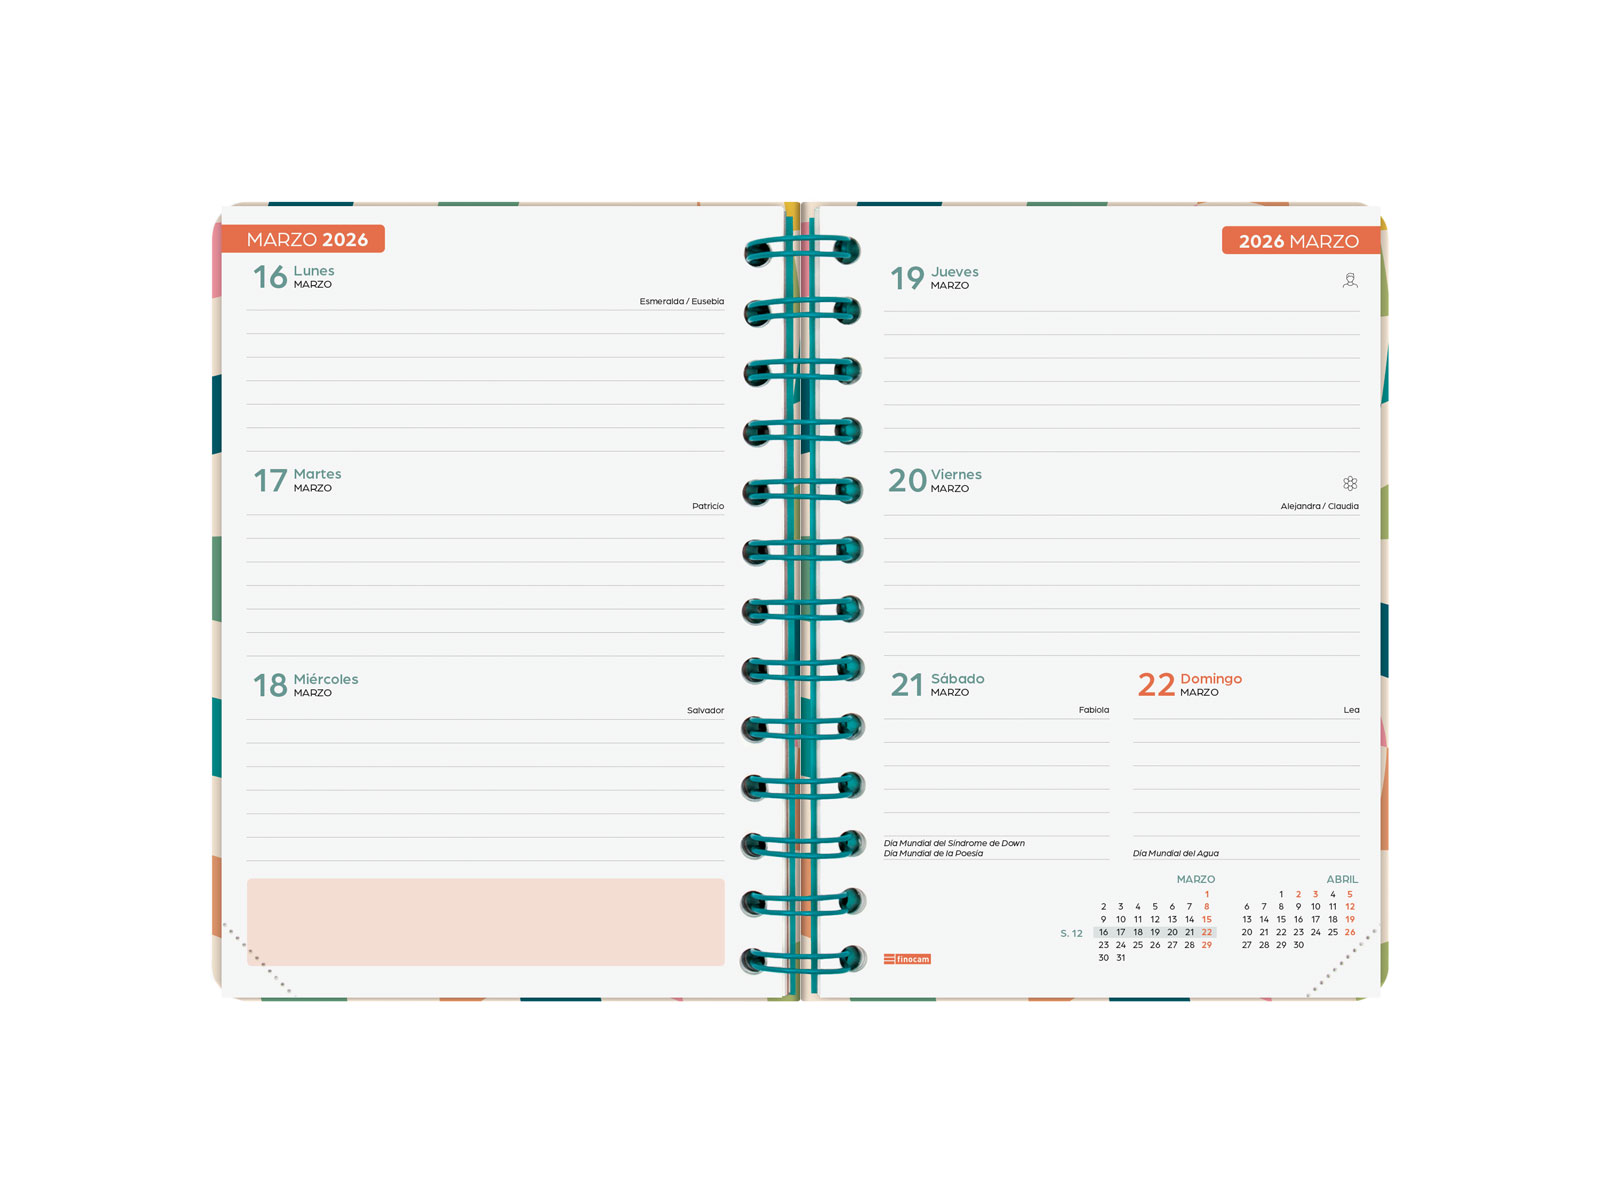 MARZO 2026
16 Lunes
MARZO
Esmeralda / Eusebia
17 Martes
MARZO
Patricio
18 Miércoles
MARZO
Salvador
2026 MARZO
19 Jueves
MARZO
20 Viernes
MARZO
Alejandra / Claudia
21 Sábado
MARZO
Fabiola
Día Mundial del Síndrome de Down
Día Mundial de la Poesía
22 Domingo
MARZO
Lea
Día Mundial del Agua
finocam
S. 12
MARZO
1
2 3 4 5 6 7 8
9 10 11 12 13 14 15
16 17 18 19 20 21 22
23 24 25 26 27 28 29
30 31
ABRIL
1 2 3 4 5
6 7 8 9 10 11 12
13 14 15 16 17 18 19
20 21 22 23 24 25 26
27 28 29 30